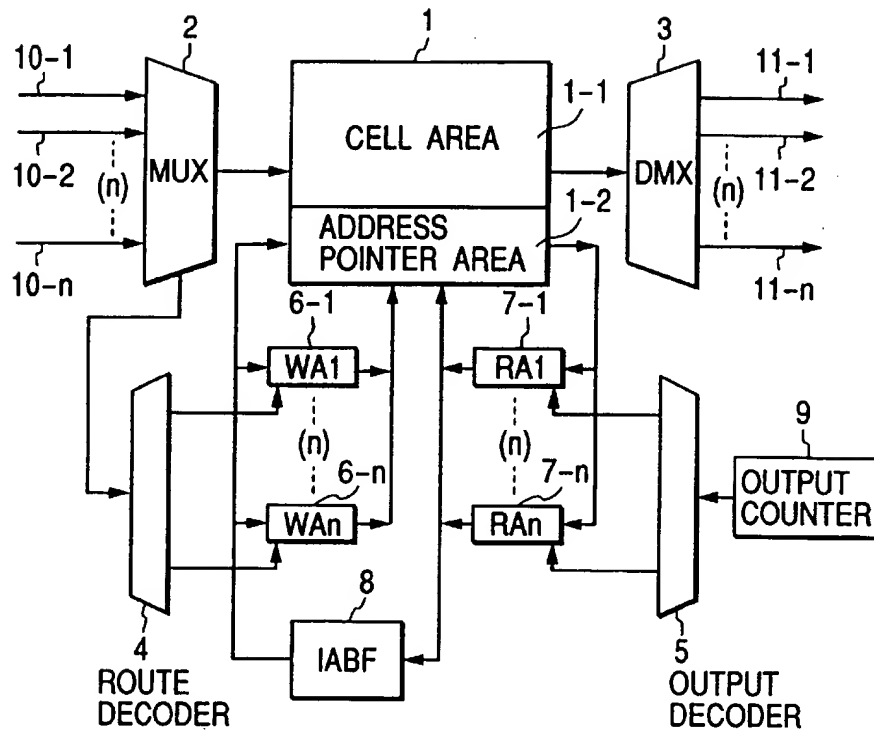 1
2
3
10-1
11-1
1-1
CELL AREA
10-2
MUX
DMX
11-2
(n)
(n)
1-2
ADDRESS
POINTER AREA
10-n
11-n
6-1
7-1
WA1
RA1
(n)
(n)
9
6-n
7-n
OUTPUT
COUNTER
WAn
RAn
8
IABF
4
5
ROUTE
DECODER
OUTPUT
DECODER